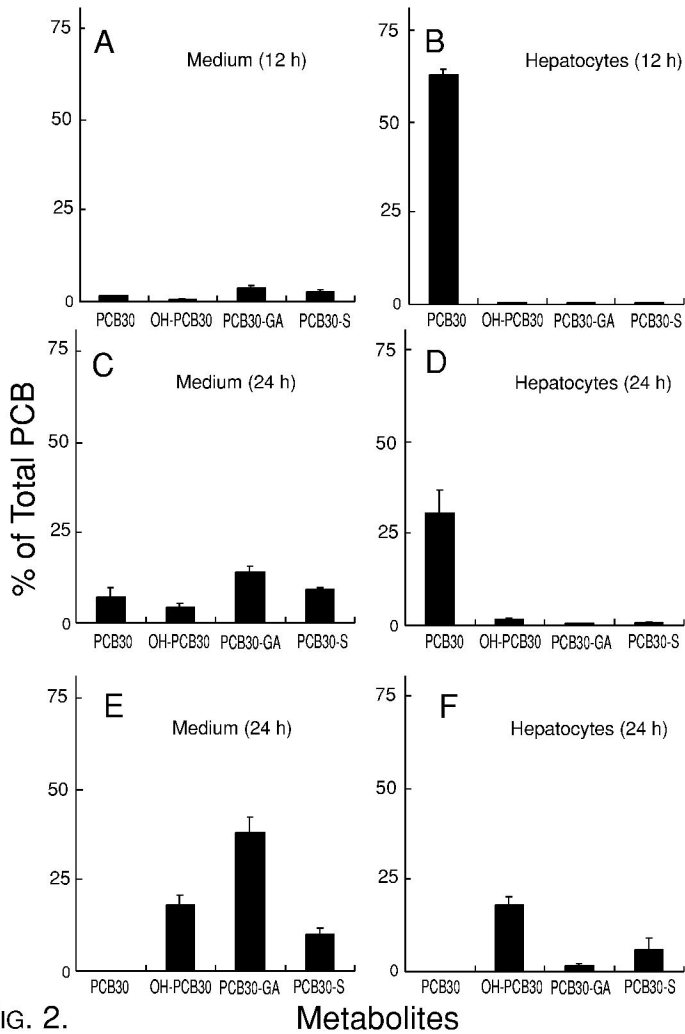 75
A
Medium (12 h)
50
25
0
PCB30 OH-PCB30 PCB30-GA PCB30-S
75
B
Hepatocytes (12 h)
50
25
0
PCB30 OH-PCB30 PCB30-GA PCB30-S
% of Total PCB
75
C
Medium (24 h)
50
25
0
PCB30 OH-PCB30 PCB30-GA PCB30-S
75
D
Hepatocytes (24 h)
50
25
0
PCB30 OH-PCB30 PCB30-GA PCB30-S
75
E
Medium (24 h)
50
25
0
PCB30 OH-PCB30 PCB30-GA PCB30-S
75
F
Hepatocytes (24 h)
50
25
0
PCB30 OH-PCB30 PCB30-GA PCB30-S
IG. 2.
Metabolites